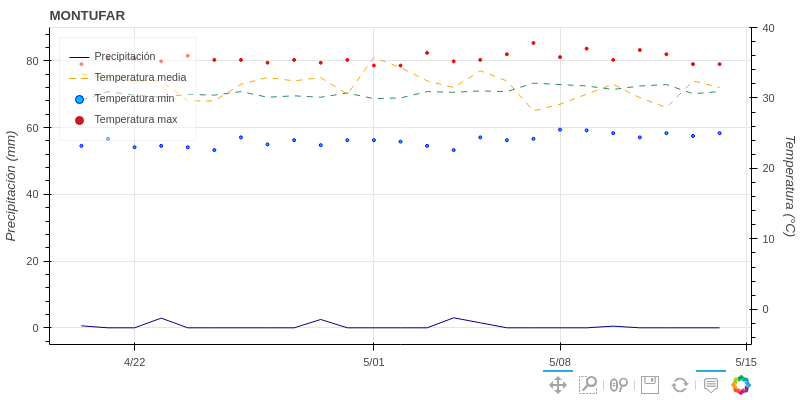 MONTUFAR
Precipitación
Temperatura media
Temperatura min
Temperatura max
Precipitación (mm)
80
60
40
20
0
Temperatura (°C)
40
30
20
10
0
4/22
5/01
5/08
5/15